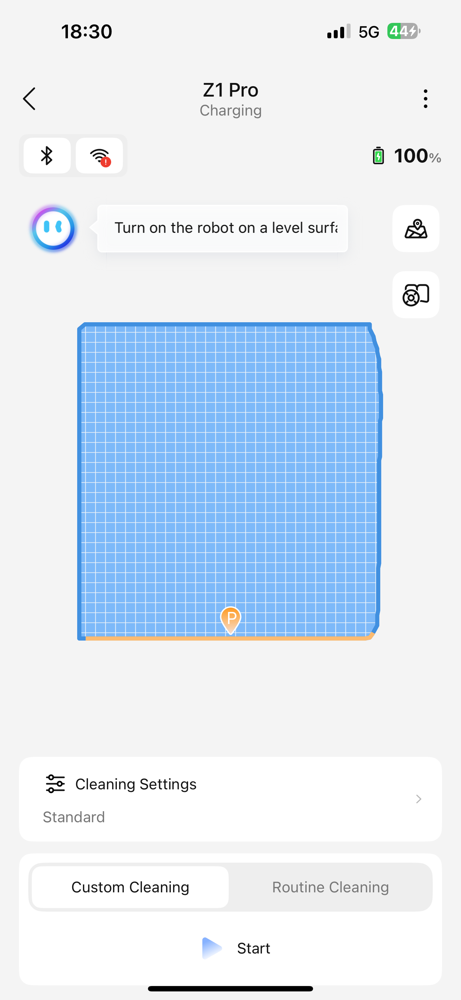 18:30
5G
44
Z1 Pro
Charging
100%
Turn on the robot on a level
P
Cleaning Settings
Standard
Custom Cleaning
Routine Cleaning
Start